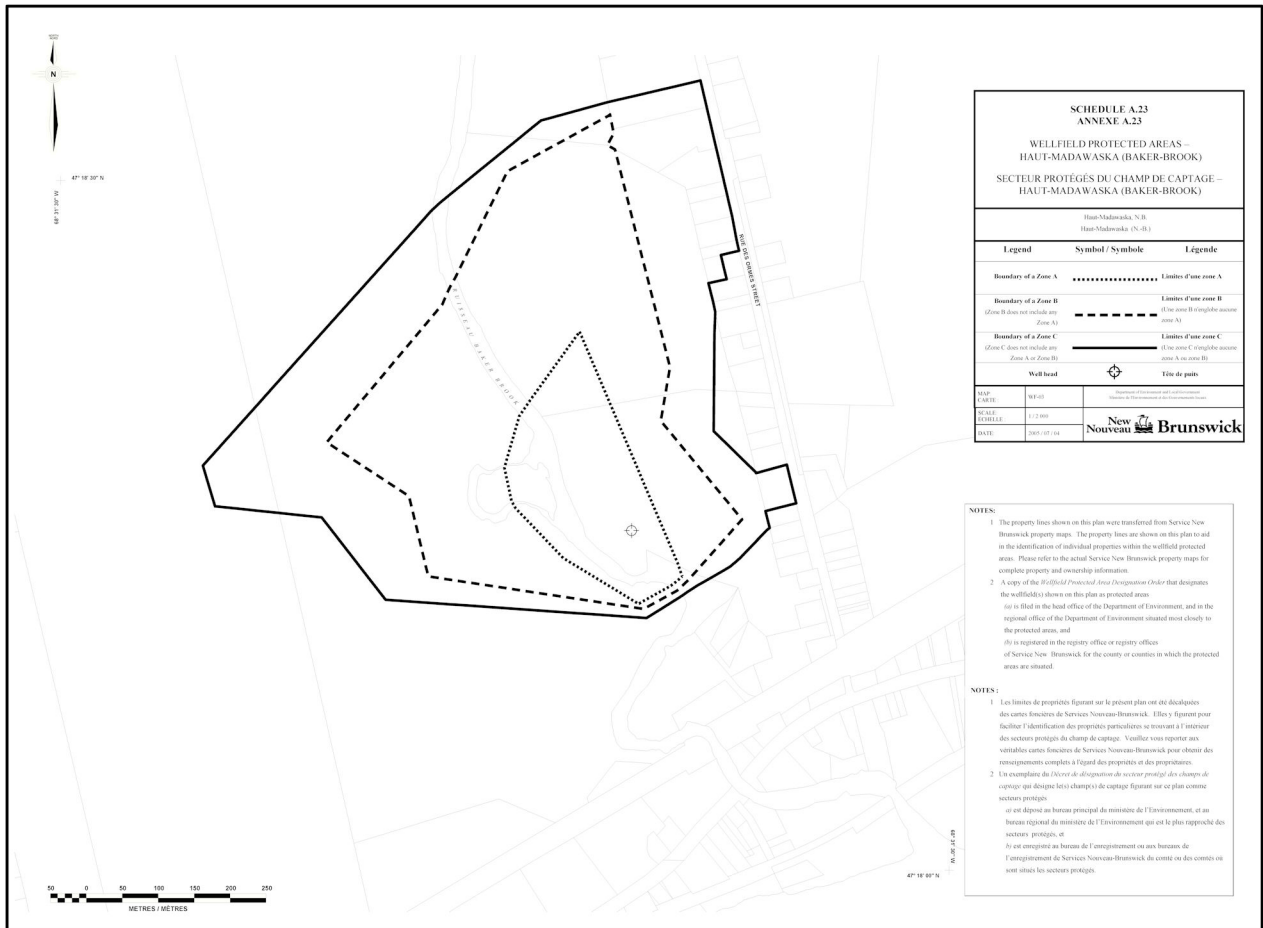 N
47° 18' 30" N
68° 31' 30" W
RUE DES ORMES STREET
RUISSEAU BAKER BROOK
SCHEDULE A.23
ANNEXE A.23
WELLFIELD PROTECTED AREAS –
HAUT-MADAWASKA (BAKER-BROOK)
SECTEUR PROTÉGÉS DU CHAMP DE CAPTAGE –
HAUT-MADAWASKA (BAKER-BROOK)
Haut-Madawaska, N.B.
Haut-Madawaska (N.-B.)
Legend Symbol / Symbole Légende
Boundary of a Zone A Limites d'une zone A
Boundary of a Zone B Limites d'une zone B
(Zone B does not include any (Une zone B n'englobe aucune
Zone A) zone A)
Boundary of a Zone C Limites d'une zone C
(Zone C does not include any (Une zone C n'englobe aucune
Zone A or Zone B) zone A ou zone B)
Well head Tête de puits
MAP
CARTE
Department of Environment and Local Government
SCALE
ECHELLE
1 / 2 000
DATE 2005 / 07 / 04
New
Nouveau Brunswick
NOTES:
1 The property lines shown on this plan were transferred from Service New
Brunswick property maps. The property lines are shown on this plan to aid
in the identification of individual properties within the wellfield protected
areas. Please refer to the actual Service New Brunswick property maps for
complete property and ownership information.
2 A copy of the Wellfield Protected Area Designation Order that designates
the wellfield(s) shown on this plan as protected areas
(a) is filed in the head office of the Department of Environment, and in the
regional office of the Department of Environment situated most closely to
the protected areas, and
(b) is registered in the registry office or registry offices
of Service New Brunswick for the county or counties in which the protected
areas are situated.
NOTES :
1 Les limites de propriétés figurant sur le présent plan ont été décalquées
des cartes foncières de Services Nouveau-Brunswick. Elles y figurent pour
faciliter l'identification des propriétés particulières se trouvant à l'intérieur
des secteurs protégés du champ de captage. Veuillez vous reporter aux
véritables cartes foncières de Services Nouveau-Brunswick pour obtenir des
renseignements complets à l'égard des propriétés et des propriétaires.
2 Un exemplaire du Décret de désignation du secteur protégé des champs de
captage qui désigne le(s) champ(s) de captage figurant sur ce plan comme
secteurs protégés
a) est déposé au bureau principal du ministère de l'Environnement, et au
bureau régional du ministère de l'Environnement qui est le plus rapproché des
secteurs protégés, et
b) est enregistré au bureau de l'enregistrement ou aux bureaux de
l'enregistrement de Services Nouveau-Brunswick du comté ou des comtés où
sont situés les secteurs protégés.
47° 18' 00" N
50 0 50 100 150 200 250
METRES / MÈTRES